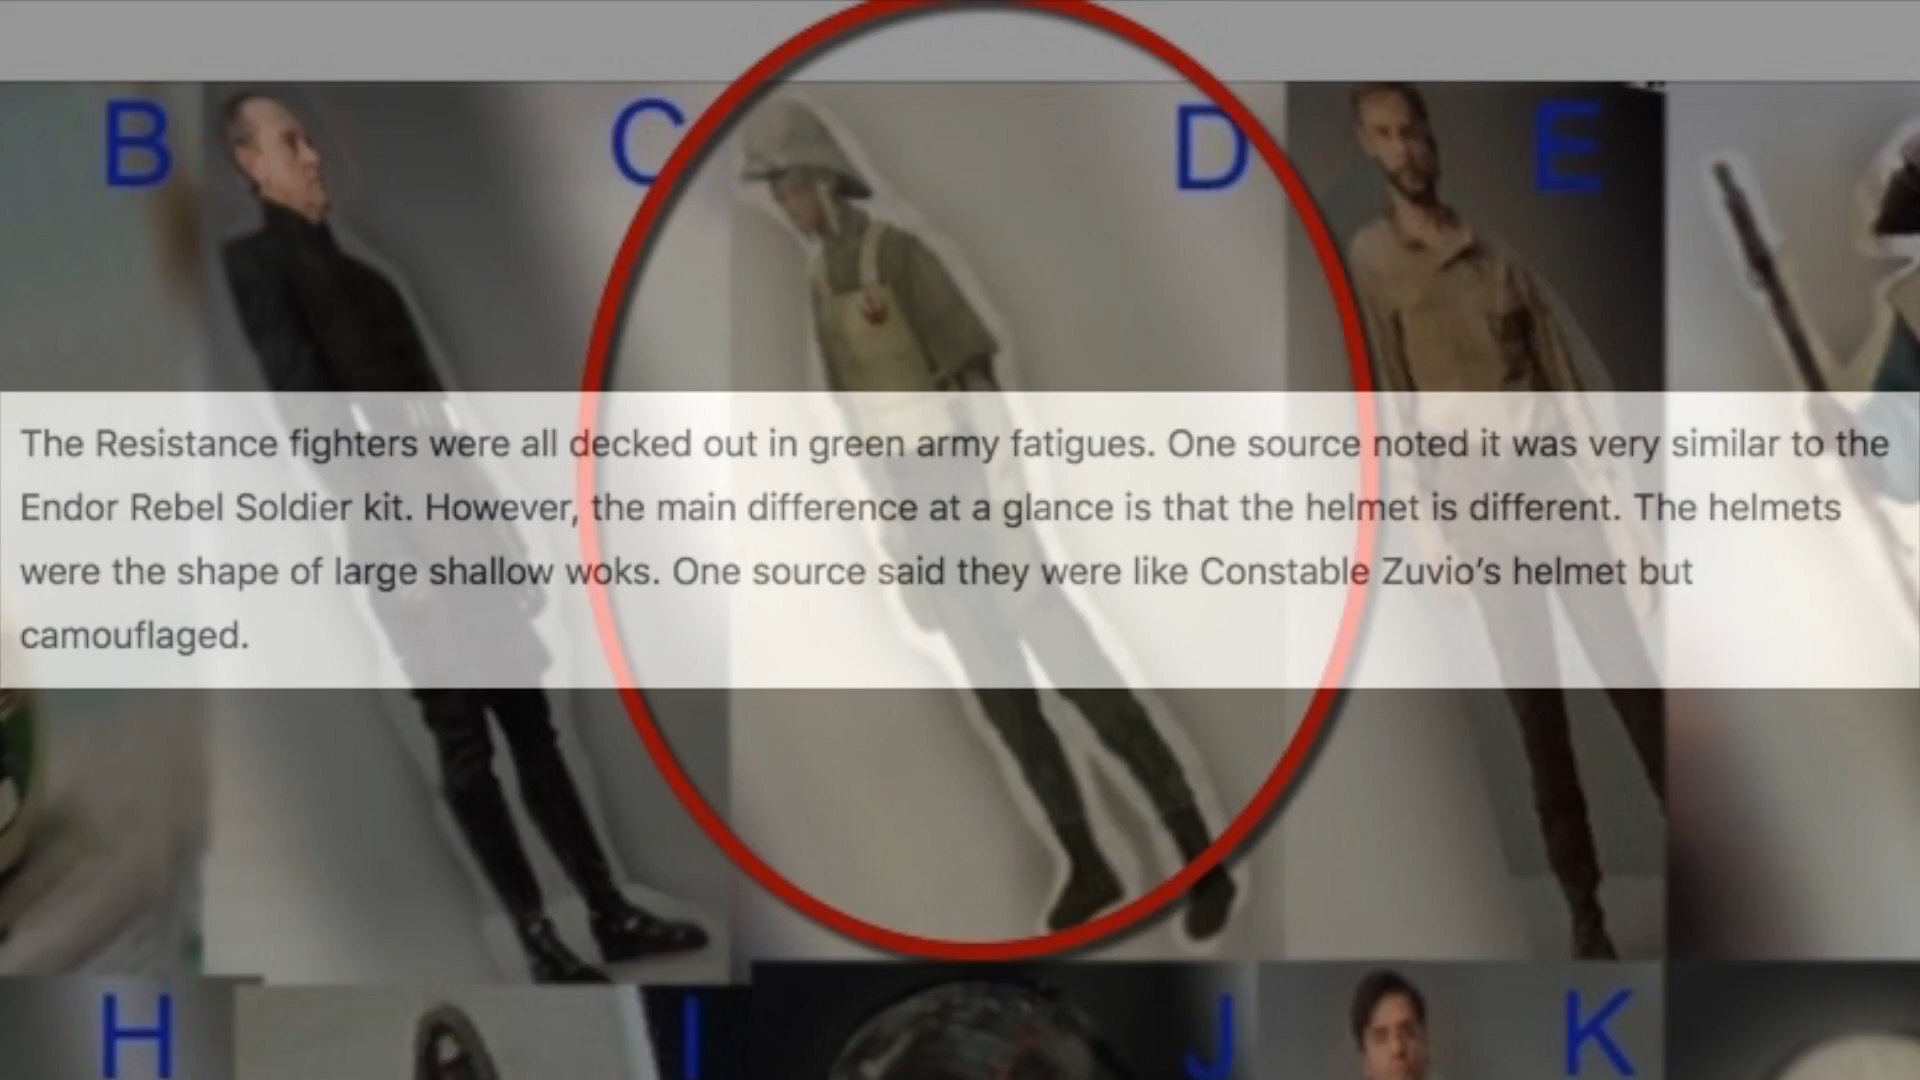 B C D E
The Resistance fighters were all decked out in green army fatigues. One source noted it was very similar to the
Endor Rebel Soldier kit. However, the main difference at a glance is that the helmet is different. The helmets
were the shape of large shallow woks. One source said they were like Constable Zuvio’s helmet but
camouflaged.
H I J K